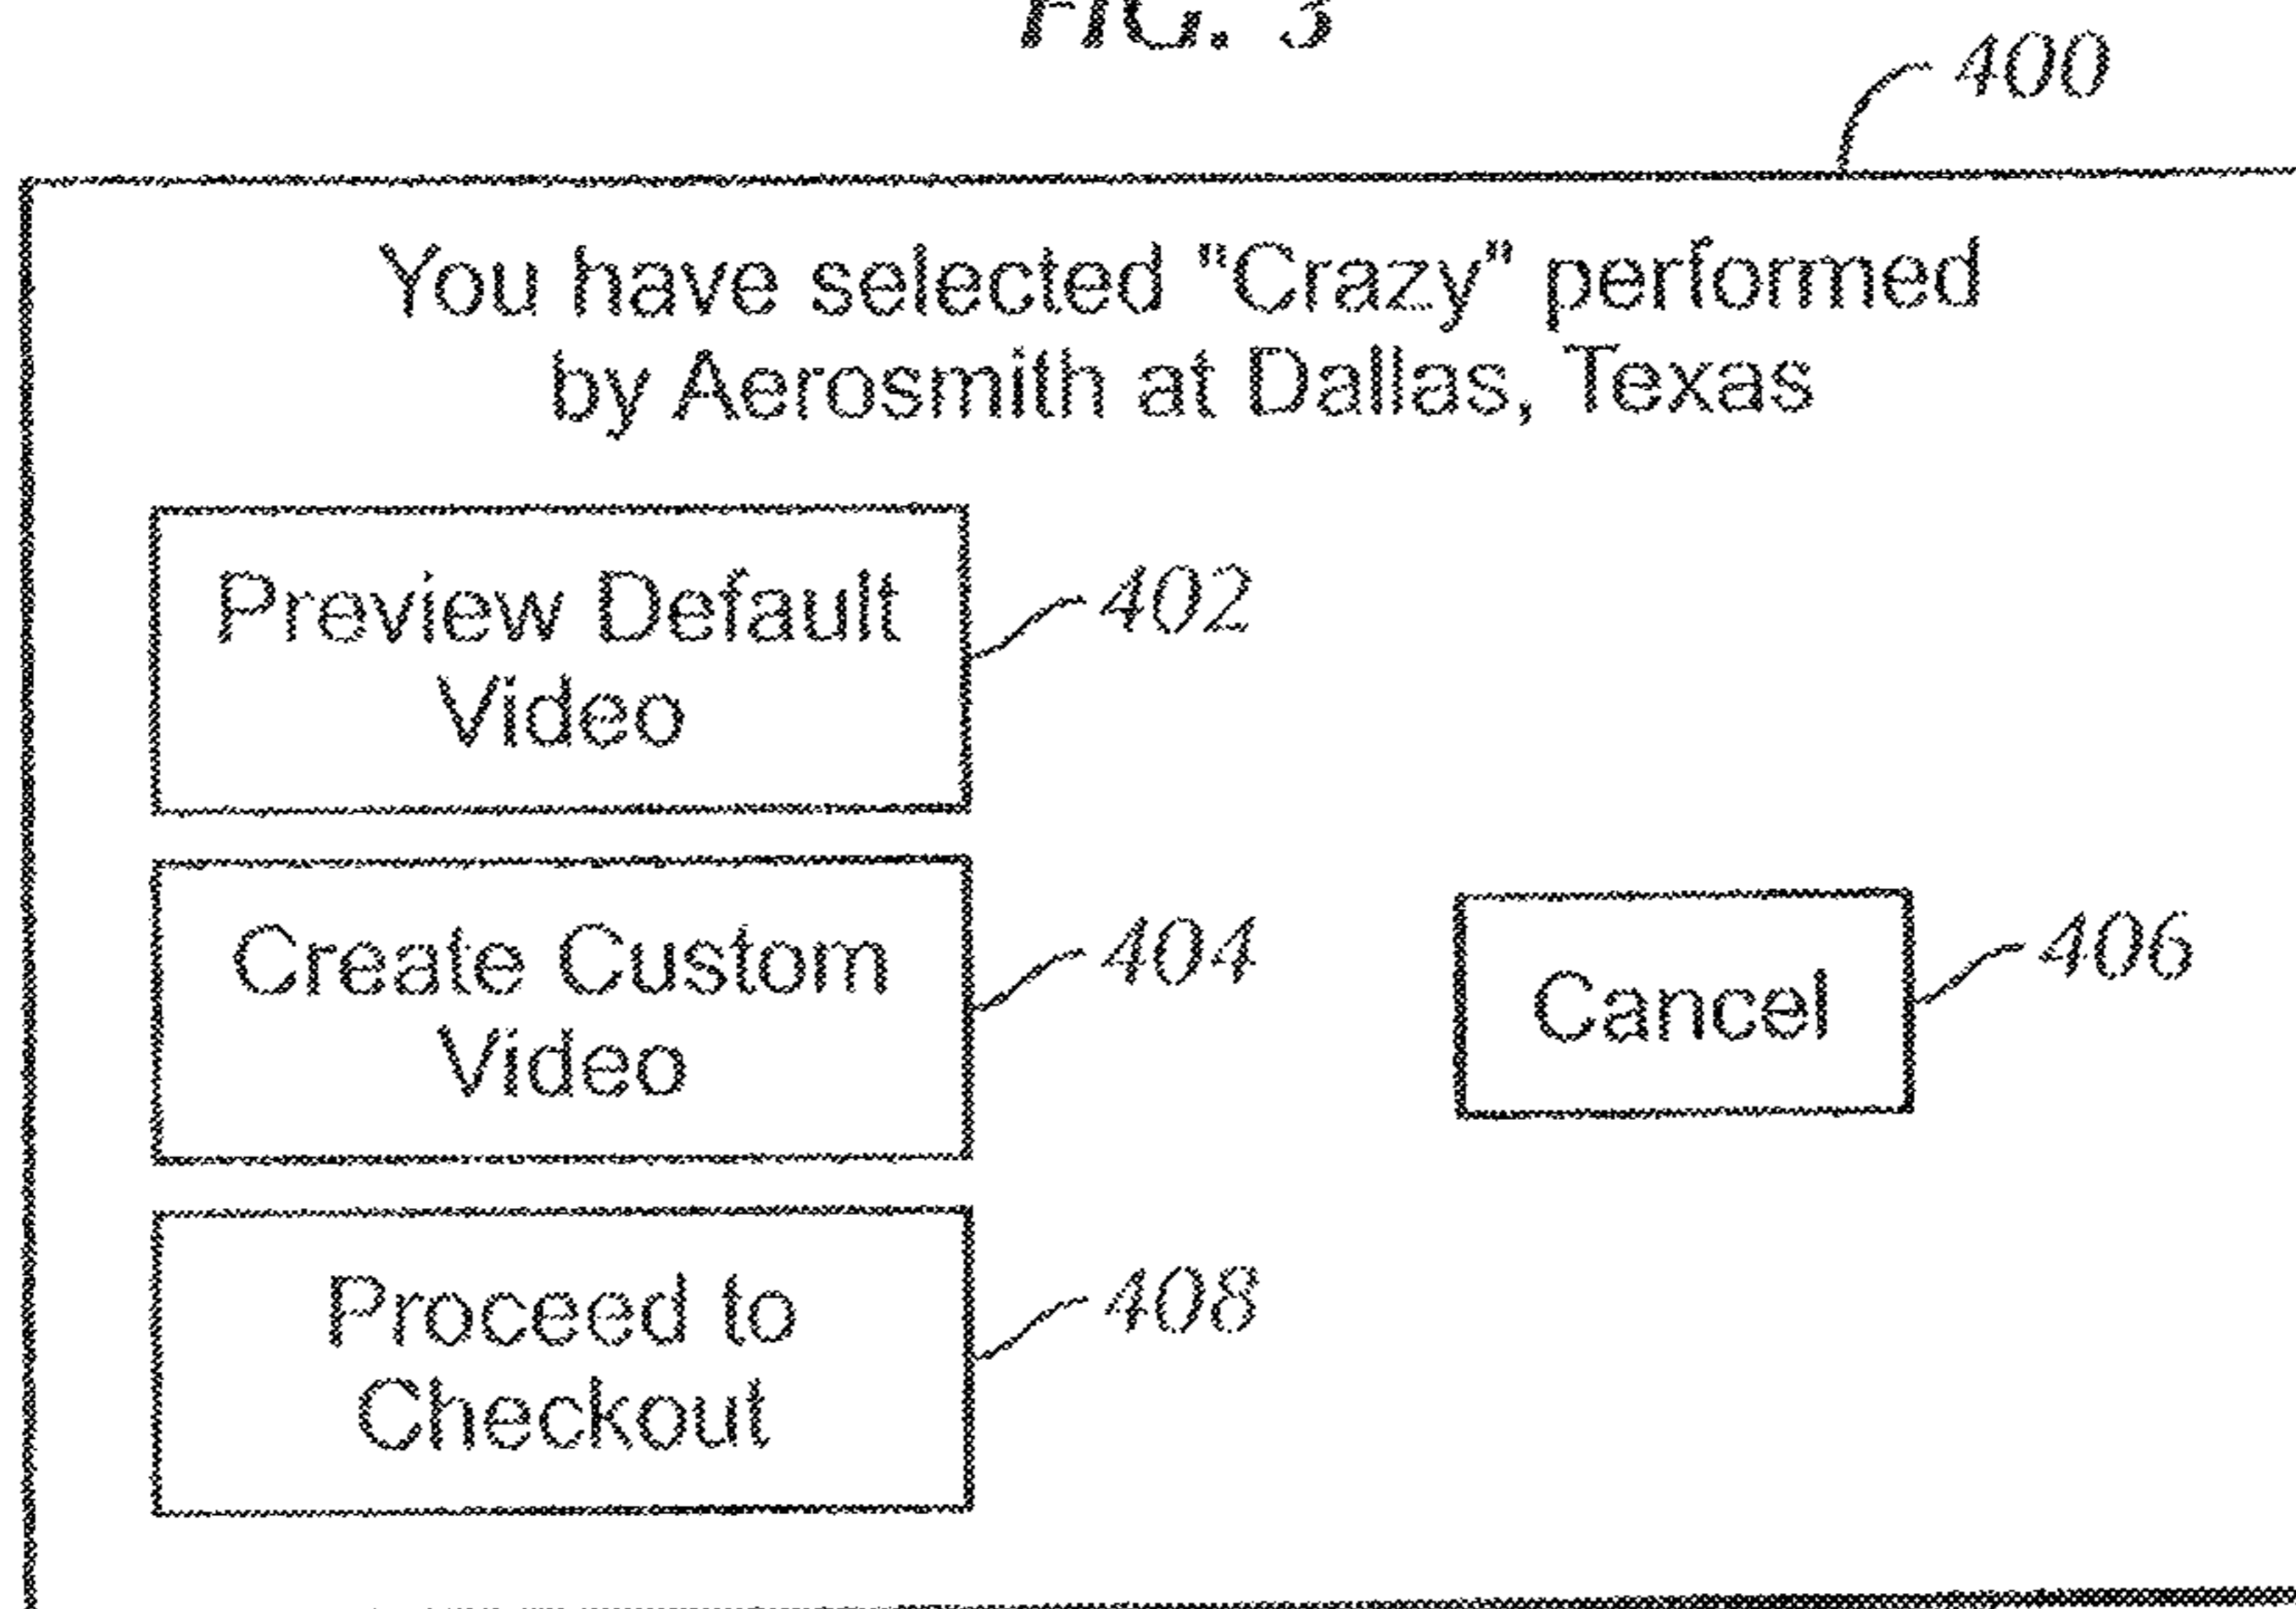 FIG. 3
400
You have selected "Crazy" performed
by Aerosmith at Dallas, Texas
Preview Default
Video
402
Create Custom
Video
404
Cancel
406
Proceed to
Checkout
408